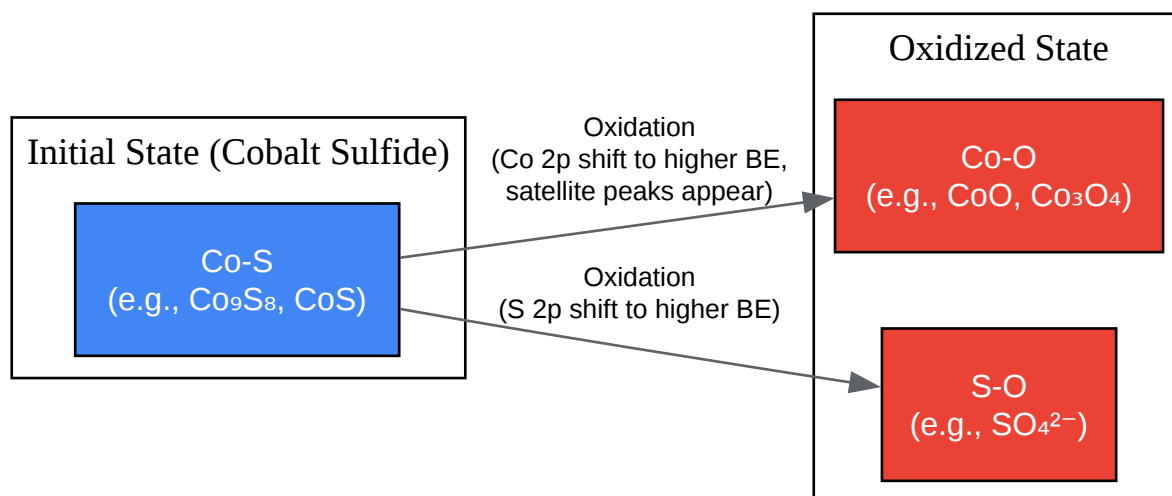 Initial State (Cobalt Sulfide)
Co-S
(e.g., Co₉S₈, CoS)
Oxidation
(Co 2p shift to higher BE,
satellite peaks appear)
Oxidation
(S 2p shift to higher BE)
Oxidized State
Co-O
(e.g., CoO, Co₃O₄)
S-O
(e.g., SO₄²⁻)